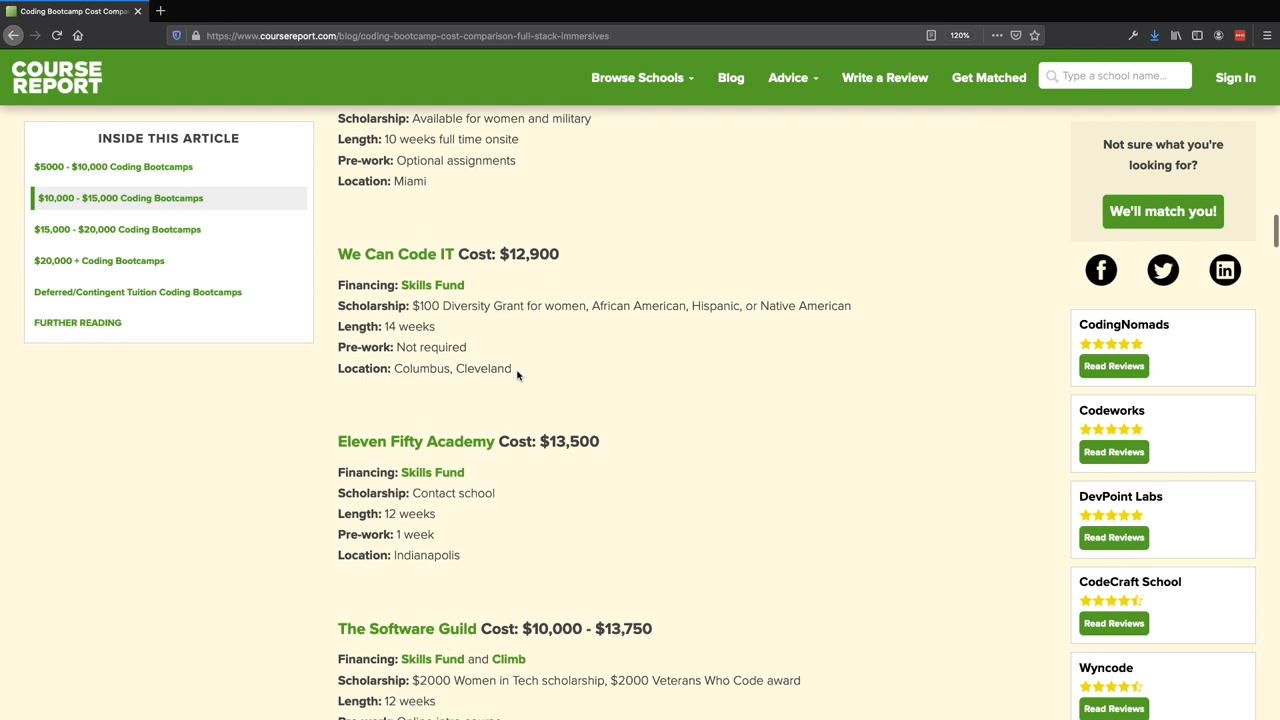 Coding Bootcamp Cost Compa
https://www.coursereport.com/blog/coding-bootcamp-cost-comparison-full-stack-immersives
120%
COURSE
REPORT
Browse Schools
Blog
Advice
Write a Review
Get Matched
Type a school name...
Sign In
INSIDE THIS ARTICLE
$5000 - $10,000 Coding Bootcamps
$10,000 - $15,000 Coding Bootcamps
$15,000 - $20,000 Coding Bootcamps
$20,000 + Coding Bootcamps
Deferred/Contingent Tuition Coding Bootcamps
FURTHER READING
Scholarship: Available for women and military
Length: 10 weeks full time onsite
Pre-work: Optional assignments
Location: Miami
We Can Code IT Cost: $12,900
Financing: Skills Fund
Scholarship: $100 Diversity Grant for women, African American, Hispanic, or Native American
Length: 14 weeks
Pre-work: Not required
Location: Columbus, Cleveland
Eleven Fifty Academy Cost: $13,500
Financing: Skills Fund
Scholarship: Contact school
Length: 12 weeks
Pre-work: 1 week
Location: Indianapolis
The Software Guild Cost: $10,000 - $13,750
Financing: Skills Fund and Climb
Scholarship: $2000 Women in Tech scholarship, $2000 Veterans Who Code award
Length: 12 weeks
Pre-work: Online intro course
Not sure what you're
looking for?
We'll match you!
CodingNomads
Read Reviews
Codeworks
Read Reviews
DevPoint Labs
Read Reviews
CodeCraft School
Read Reviews
Wyncode
Read Reviews